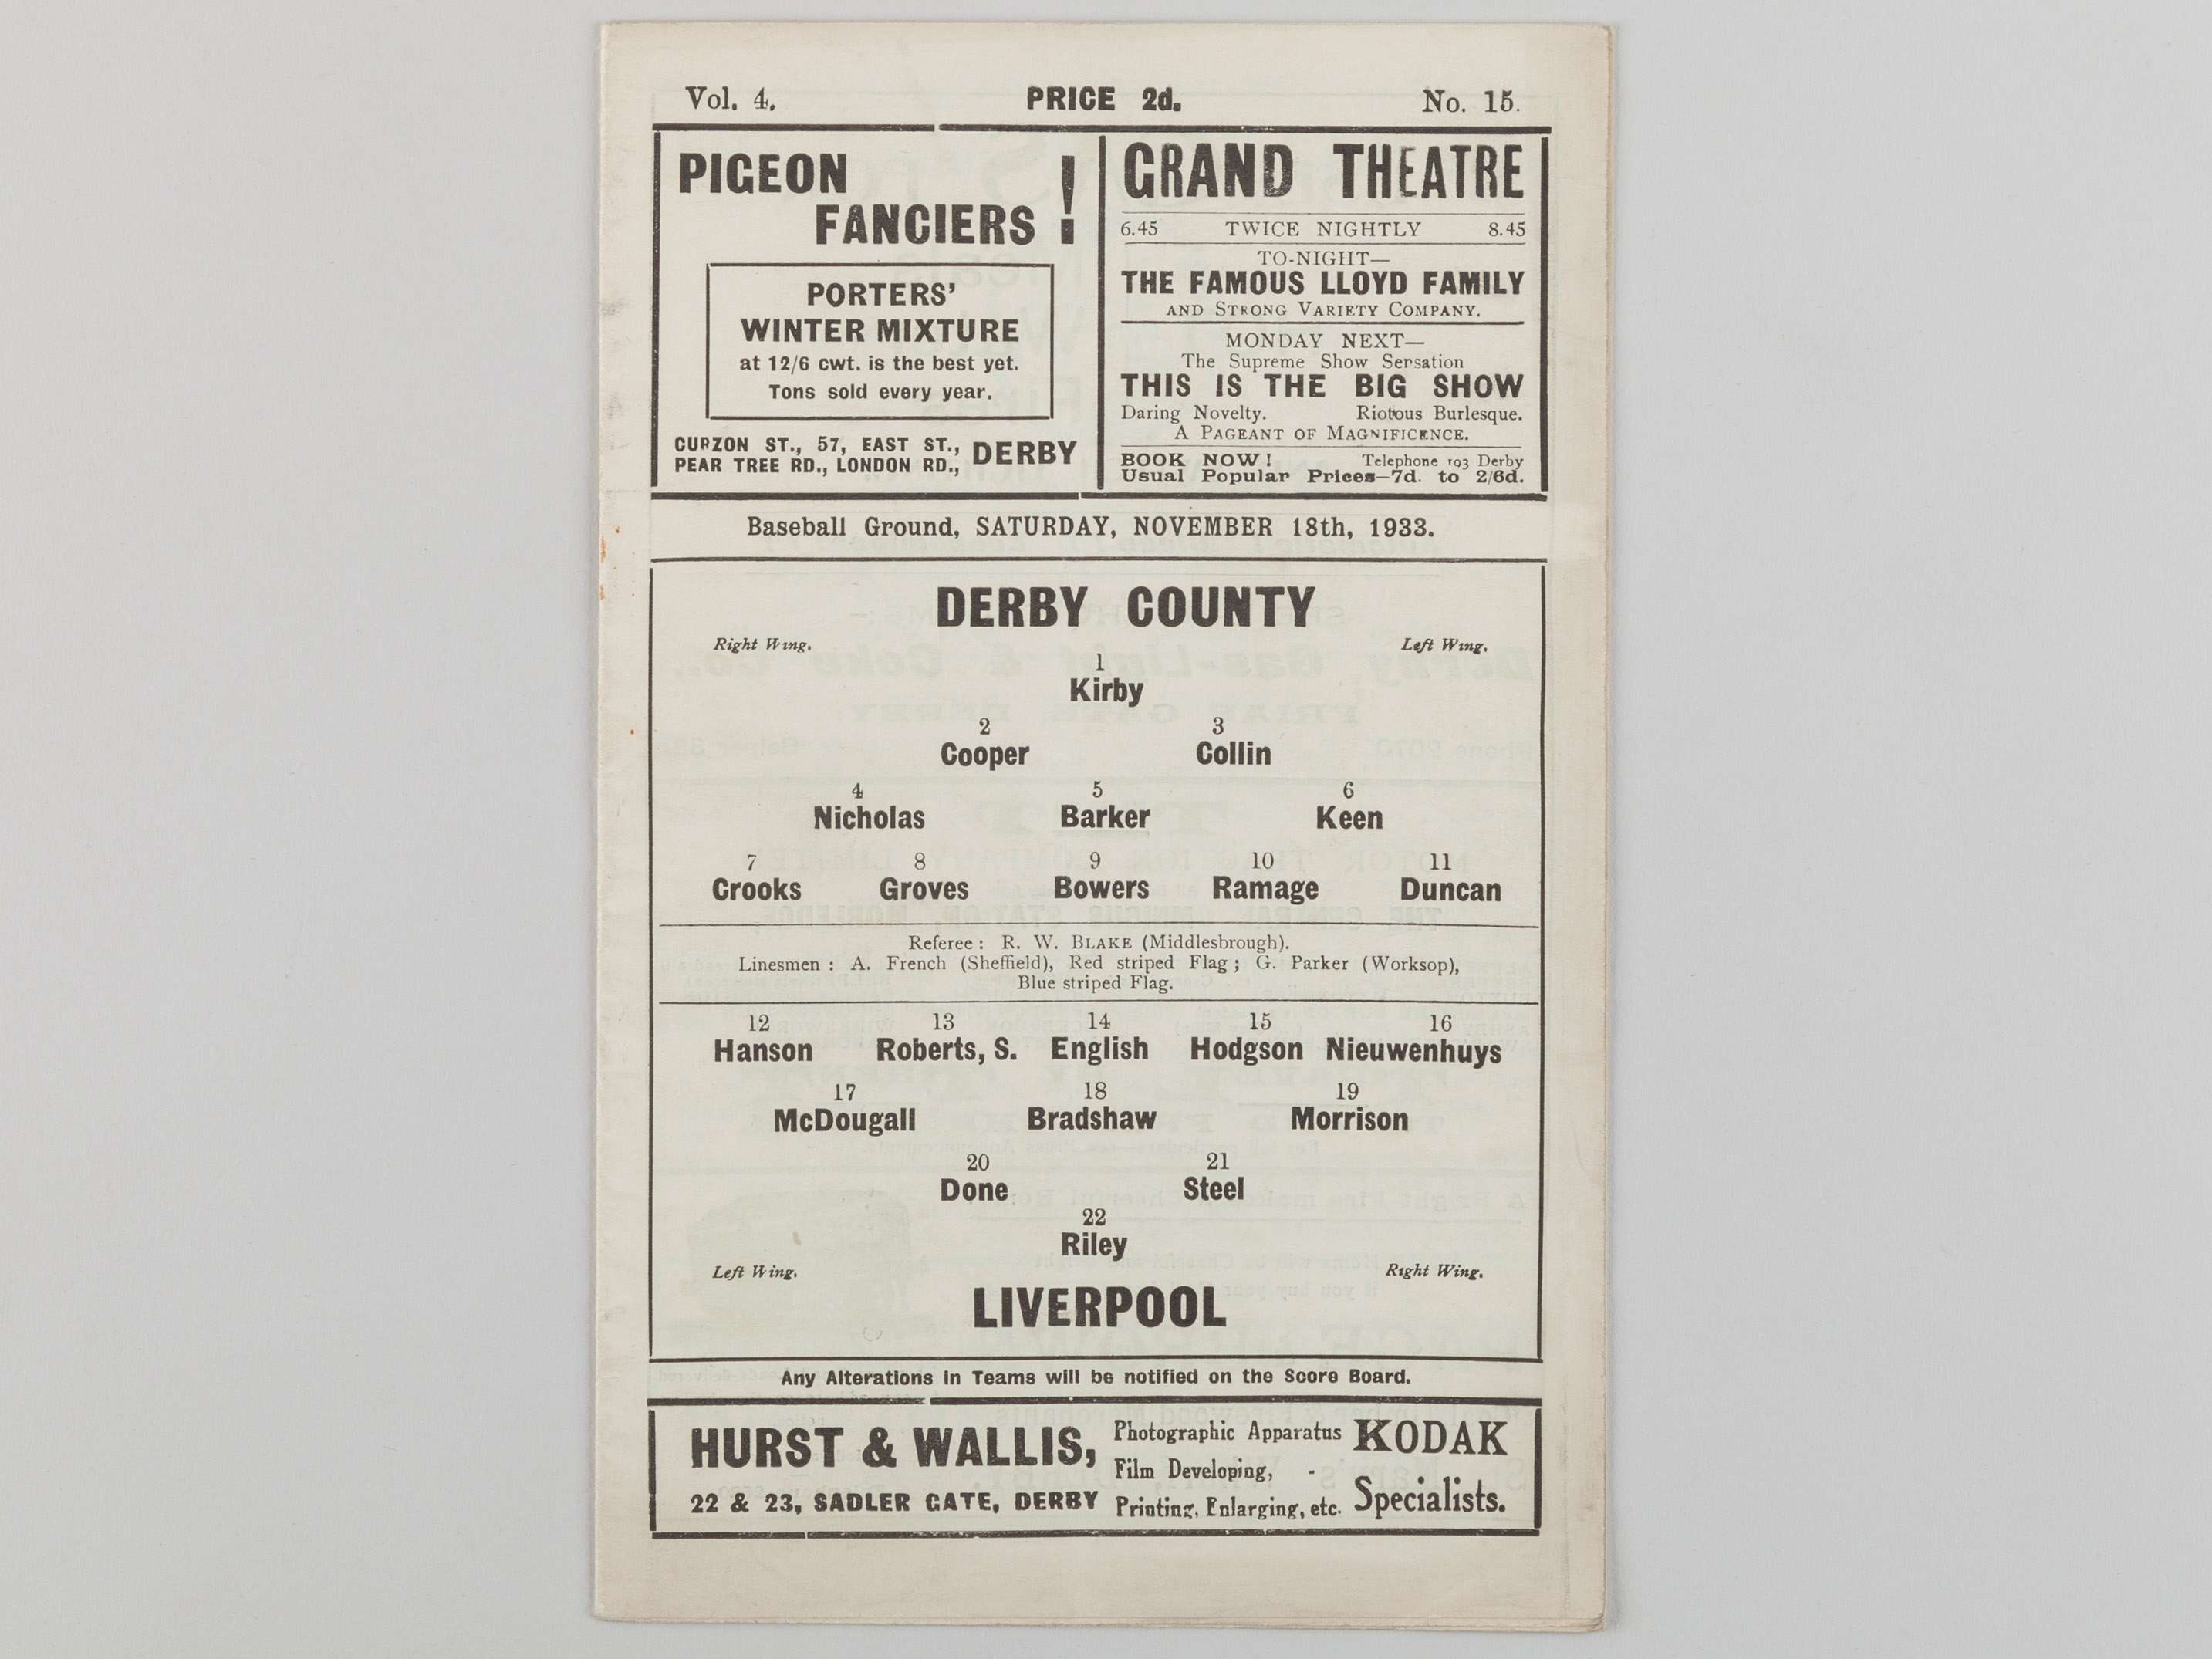 Vol. 4. PRICE 2d. No. 15.
PIGEON
FANCIERS !
PORTERS'
WINTER MIXTURE
at 12/6 cwt. is the best yet.
Tons sold every year.
CURZON ST., 57, EAST ST.,
PEAR TREE RD., LONDON RD., DERBY
GRAND THEATRE
6.45 TWICE NIGHTLY 8.45
TO-NIGHT—
THE FAMOUS LLOYD FAMILY
AND STRONG VARIETY COMPANY.
MONDAY NEXT—
The Supreme Show Sensation
THIS IS THE BIG SHOW
Daring Novelty. Riotous Burlesque.
A PAGEANT OF MAGNIFICENCE.
BOOK NOW! Telephone 193 Derby
Usual Popular Prices—7d. to 2/6d.
Baseball Ground, SATURDAY, NOVEMBER 18th, 1933.
DERBY COUNTY
Right Wing. Left Wing.
1
Kirby
2 3
Cooper Collin
4 5 6
Nicholas Barker Keen
7 8 9 10 11
Crooks Groves Bowers Ramage Duncan
Referee : R. W. BLAKE (Middlesbrough).
Linesmen : A. French (Sheffield), Red striped Flag ; G. Parker (Worksop),
Blue striped Flag.
12 13 14 15 16
Hanson Roberts, S. English Hodgson Nieuwenhuys
17 18 19
McDougall Bradshaw Morrison
20 21
Done Steel
22
Riley
Left Wing. Right Wing.
LIVERPOOL
Any Alterations in Teams will be notified on the Score Board.
HURST & WALLIS,
22 & 23, SADLER GATE, DERBY
Photographic Apparatus
Film Developing, -
Printing, Enlarging, etc.
KODAK
Specialists.